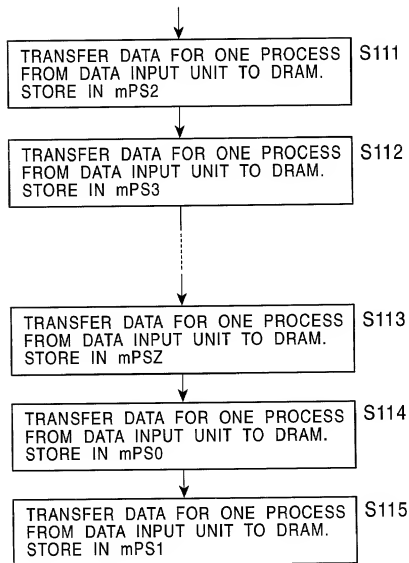 TRANSFER DATA FOR ONE PROCESS S111
FROM DATA INPUT UNIT TO DRAM.
STORE IN mPS2
TRANSFER DATA FOR ONE PROCESS S112
FROM DATA INPUT UNIT TO DRAM.
STORE IN mPS3
TRANSFER DATA FOR ONE PROCESS S113
FROM DATA INPUT UNIT TO DRAM.
STORE IN mPSZ
TRANSFER DATA FOR ONE PROCESS S114
FROM DATA INPUT UNIT TO DRAM.
STORE IN mPS0
TRANSFER DATA FOR ONE PROCESS S115
FROM DATA INPUT UNIT TO DRAM.
STORE IN mPS1